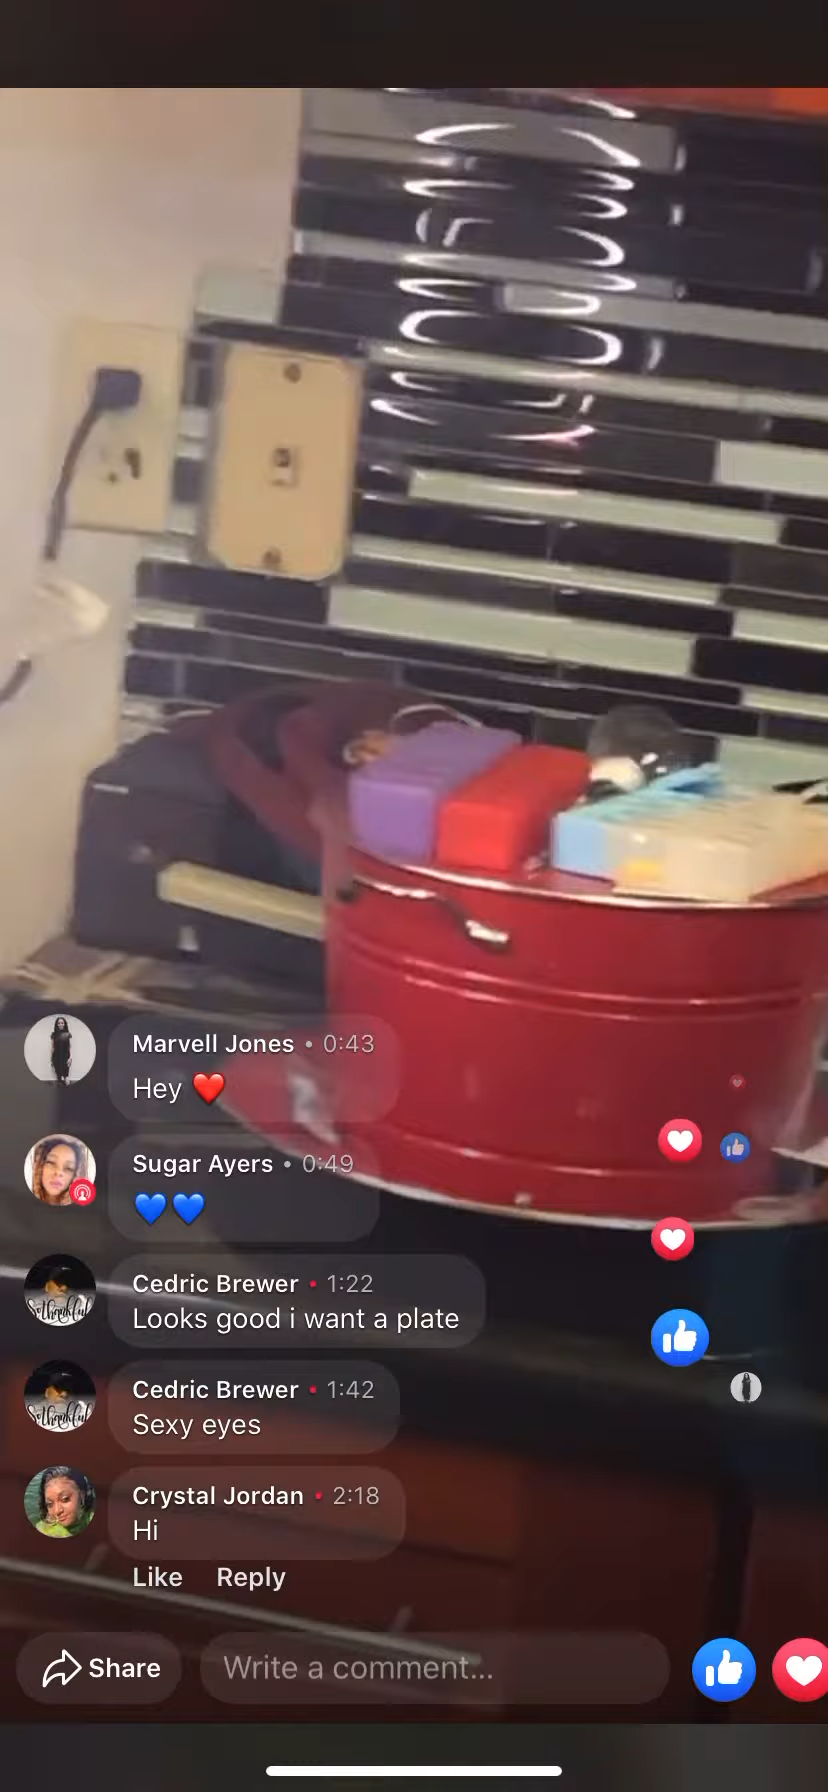 Marvell Jones • 0:43
Hey ❤️
Sugar Ayers • 0:49
💙💙
Cedric Brewer • 1:22
Looks good i want a plate
Cedric Brewer • 1:42
Sexy eyes
Crystal Jordan • 2:18
Hi
Like Reply
Share Write a comment...